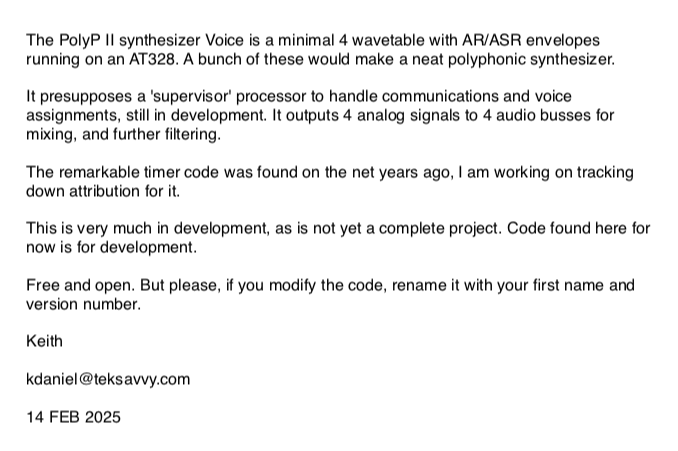 The PolyP II synthesizer Voice is a minimal 4 wavetable with AR/ASR envelopes
running on an AT328. A bunch of these would make a neat polyphonic synthesizer.
It presupposes a 'supervisor' processor to handle communications and voice
assignments, still in development. It outputs 4 analog signals to 4 audio busses for
mixing, and further filtering.
The remarkable timer code was found on the net years ago, I am working on tracking
down attribution for it.
This is very much in development, as is not yet a complete project. Code found here for
now is for development.
Free and open. But please, if you modify the code, rename it with your first name and
version number.
Keith
kdaniel@teksavvy.com
14 FEB 2025